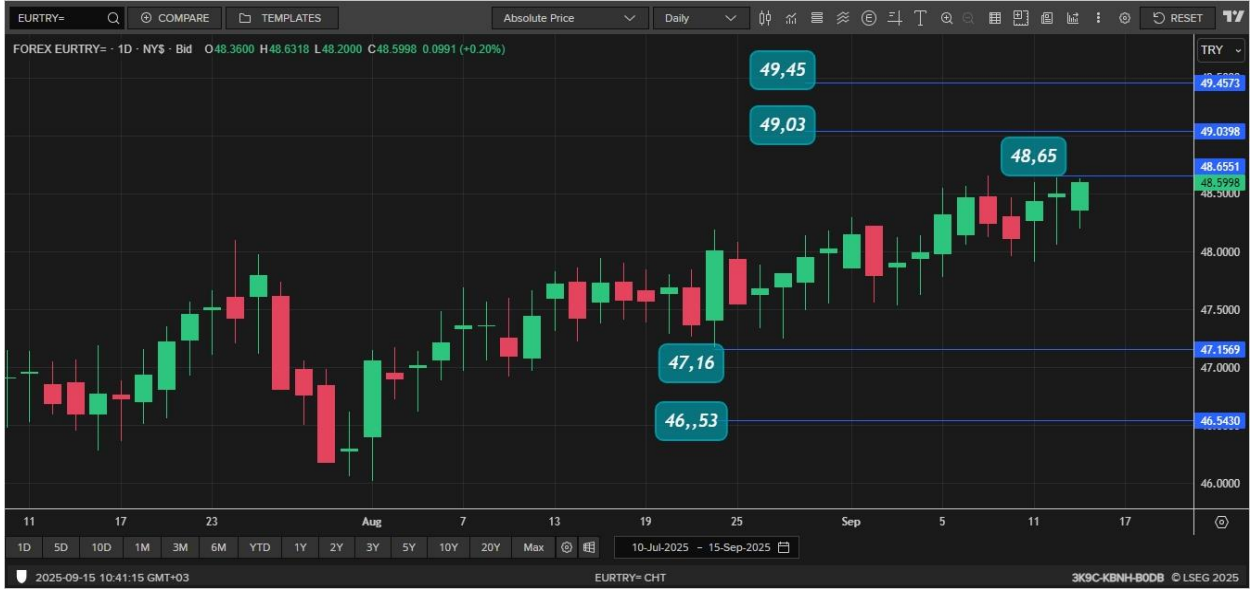 EURTRY= COMPARE TEMPLATES Absolute Price Daily E T RESET
FOREX EURTRY= · 1D · NY$ · Bid O48.3600 H48.6318 L48.2000 C48.5998 0.0991 (+0.20%)
TRY
49,45
49.4573
49,03
49.0398
48,65
48.6551
48.5998
48.5000
48.0000
47.5000
47,16
47.1569
47.0000
46,,53
46.5430
46.0000
11 17 23 Aug 7 13 19 25 Sep 5 11 17
1D 5D 10D 1M 3M 6M YTD 1Y 2Y 3Y 5Y 10Y 20Y Max 10-Jul-2025 - 15-Sep-2025
2025-09-15 10:41:15 GMT+03 EURTRY= CHT 3K9C-KBNH-B0DB © LSEG 2025